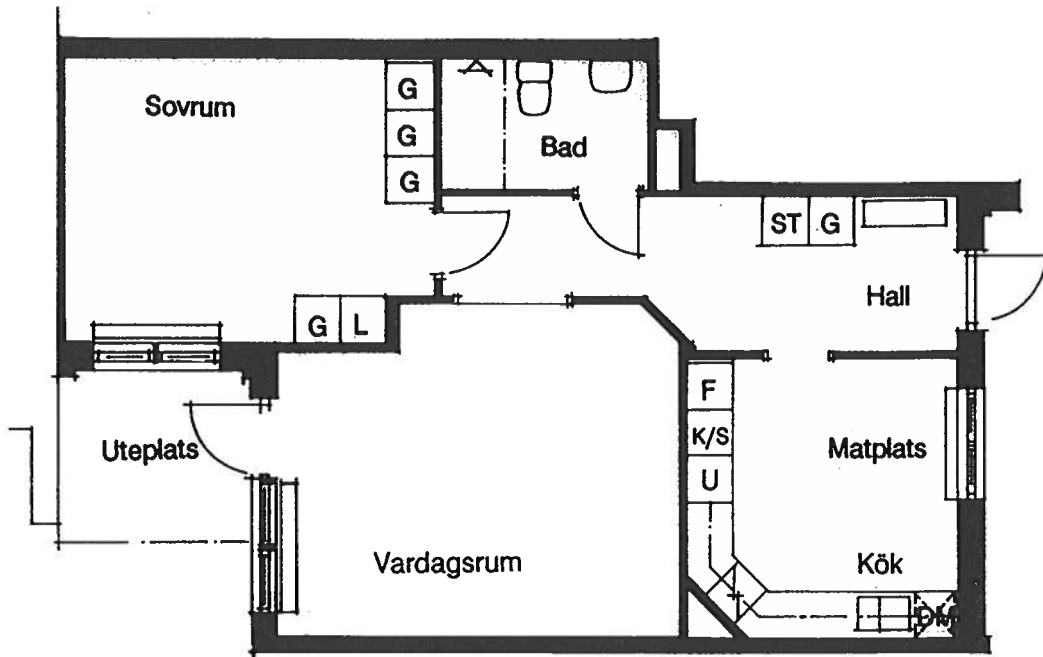 Sovrum
G
G
G
Bad
ST G
Hall
G L
F
K/S
U
Uteplats
Matplats
Vardagsrum
Kök
DM